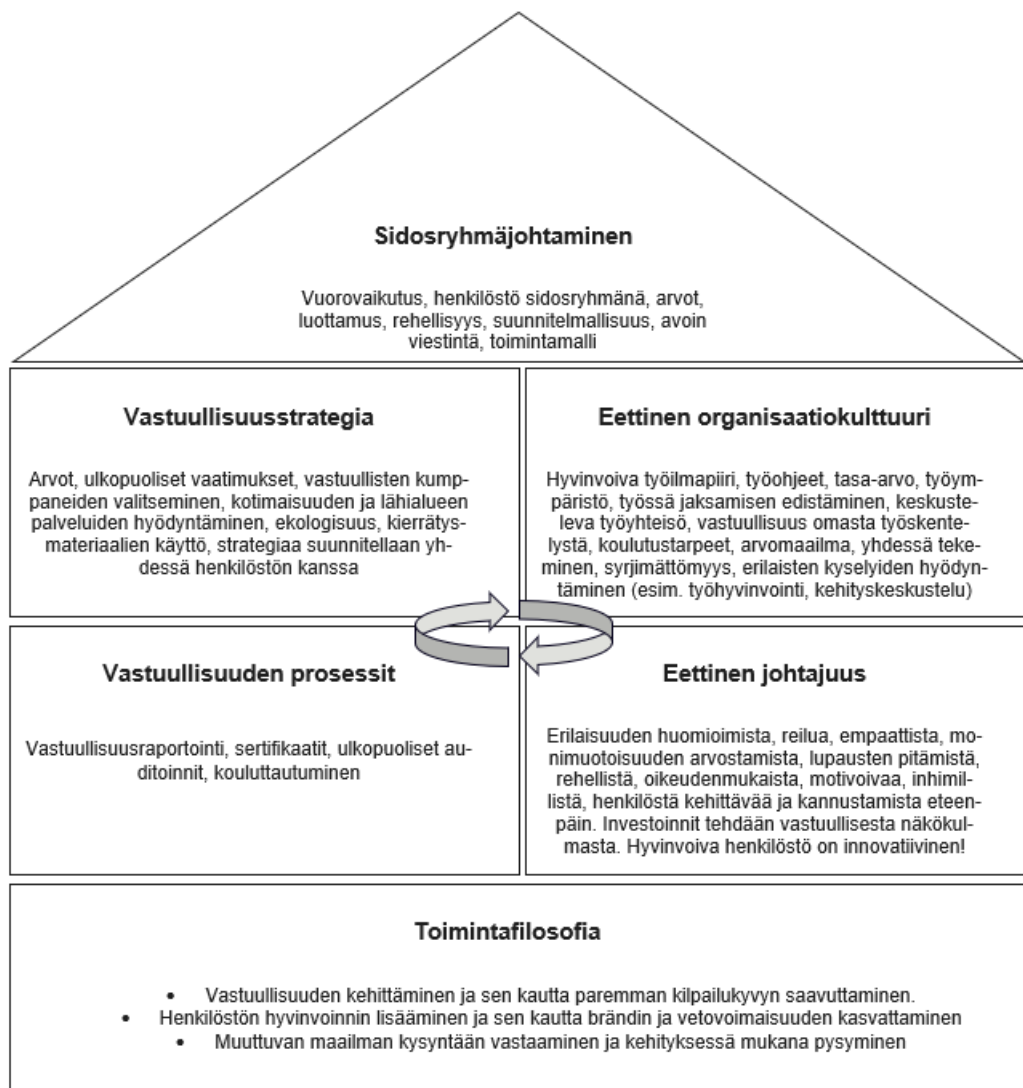 Sidosryhmäjohtaminen
Vuorovaikutus, henkilöstö sidosryhmänä, arvot,
luottamus, rehellisyys, suunnitelmallisuus, avoin
viestintä, toimintamalli
Vastuullisuusstrategia
Arvot, ulkopuoliset vaatimukset, vastuullisten kump-
paneiden valitseminen, kotimaisuuden ja lähialueen
palveluiden hyödyntäminen, ekologisuus, kierrätys-
materiaalien käyttö, strategiaa suunnitellaan yh-
dessä henkilöstön kanssa
Eettinen organisaatiokulttuuri
Hyvinvoiva työilmapiiri, työohjeet, tasa-arvo, työym-
päristö, työssä jaksamisen edistäminen, keskuste-
leva työyhteisö, vastuullisuus omasta työskente-
lystä, koulutustarpeet, arvomaailma, yhdessä teke-
minen, syrjimättömyys, erilaisten kyselyiden hyödyn-
täminen (esim. työhyvinvointi, kehityskeskustelu)
Vastuullisuuden prosessit
Vastuullisuusraportointi, sertifikaatit, ulkopuoliset au-
ditoinnit, kouluttautuminen
Eettinen johtajuus
Erilaisuuden huomioimista, reilua, empaattista, mo-
nimuotoisuuden arvostamista, lupausten pitämistä,
rehellistä, oikeudenmukaista, motivoivaa, inhimil-
listä, henkilöstä kehittävää ja kannustamista eteen-
päin. Investoinnit tehdään vastuullisesta näkökul-
masta. Hyvinvoiva henkilöstö on innovatiivinen!
Toimintafilosofia
• Vastuullisuuden kehittäminen ja sen kautta paremman kilpailukyvyn saavuttaminen.
• Henkilöstön hyvinvoinnin lisääminen ja sen kautta brändin ja vetovoimaisuuden kasvattaminen
• Muuttuvan maailman kysyntään vastaaminen ja kehityksessä mukana pysyminen